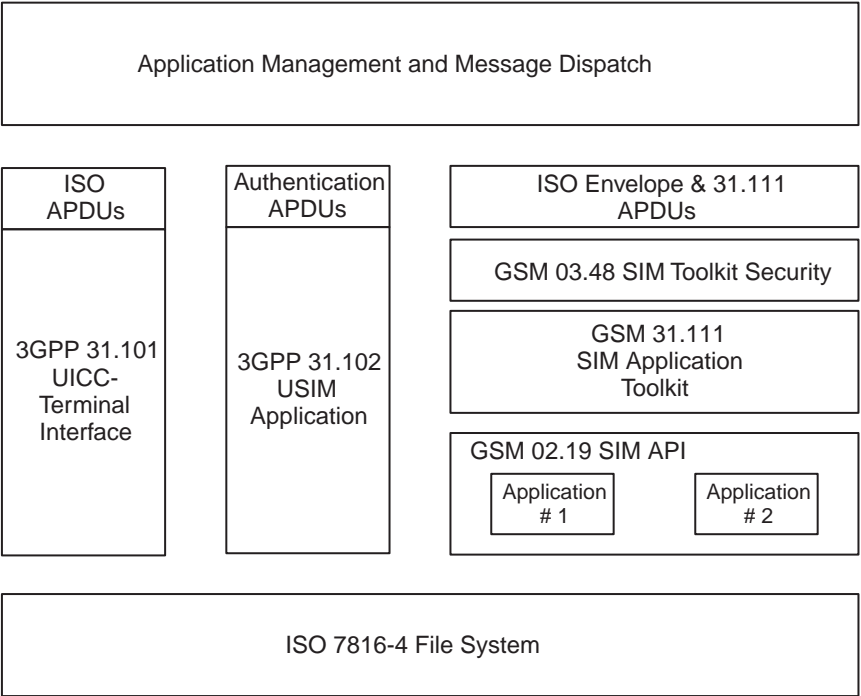 Application Management and Message Dispatch
ISO
APDUs
3GPP 31.101
UICC-
Terminal
Interface
Authentication
APDUs
3GPP 31.102
USIM
Application
ISO Envelope & 31.111
APDUs
GSM 03.48 SIM Toolkit Security
GSM 31.111
SIM Application
Toolkit
GSM 02.19 SIM API
Application
# 1
Application
# 2
ISO 7816-4 File System